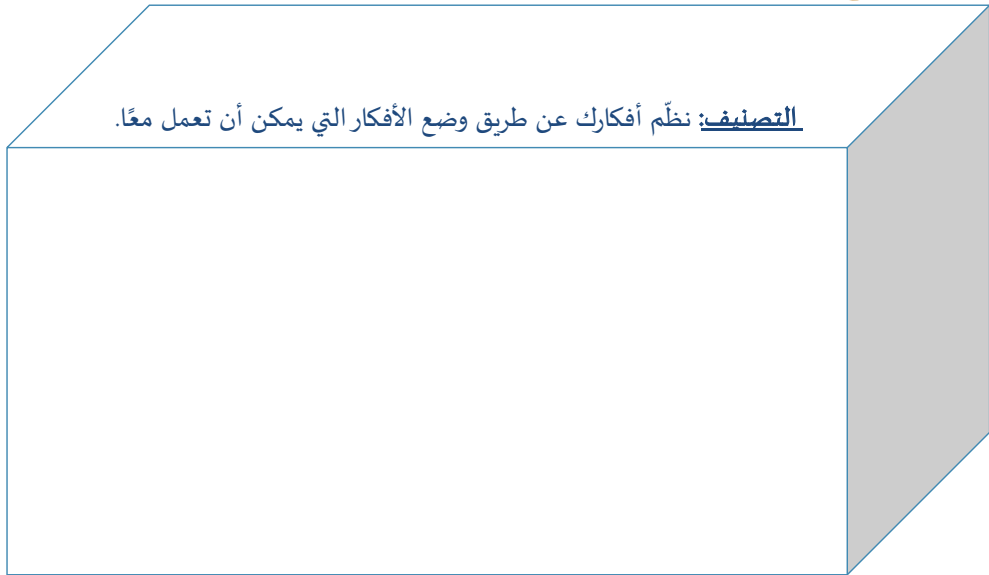 التصنيف: نظّم أفكارك عن طريق وضع الأفكار التي يمكن أن تعمل معًا.